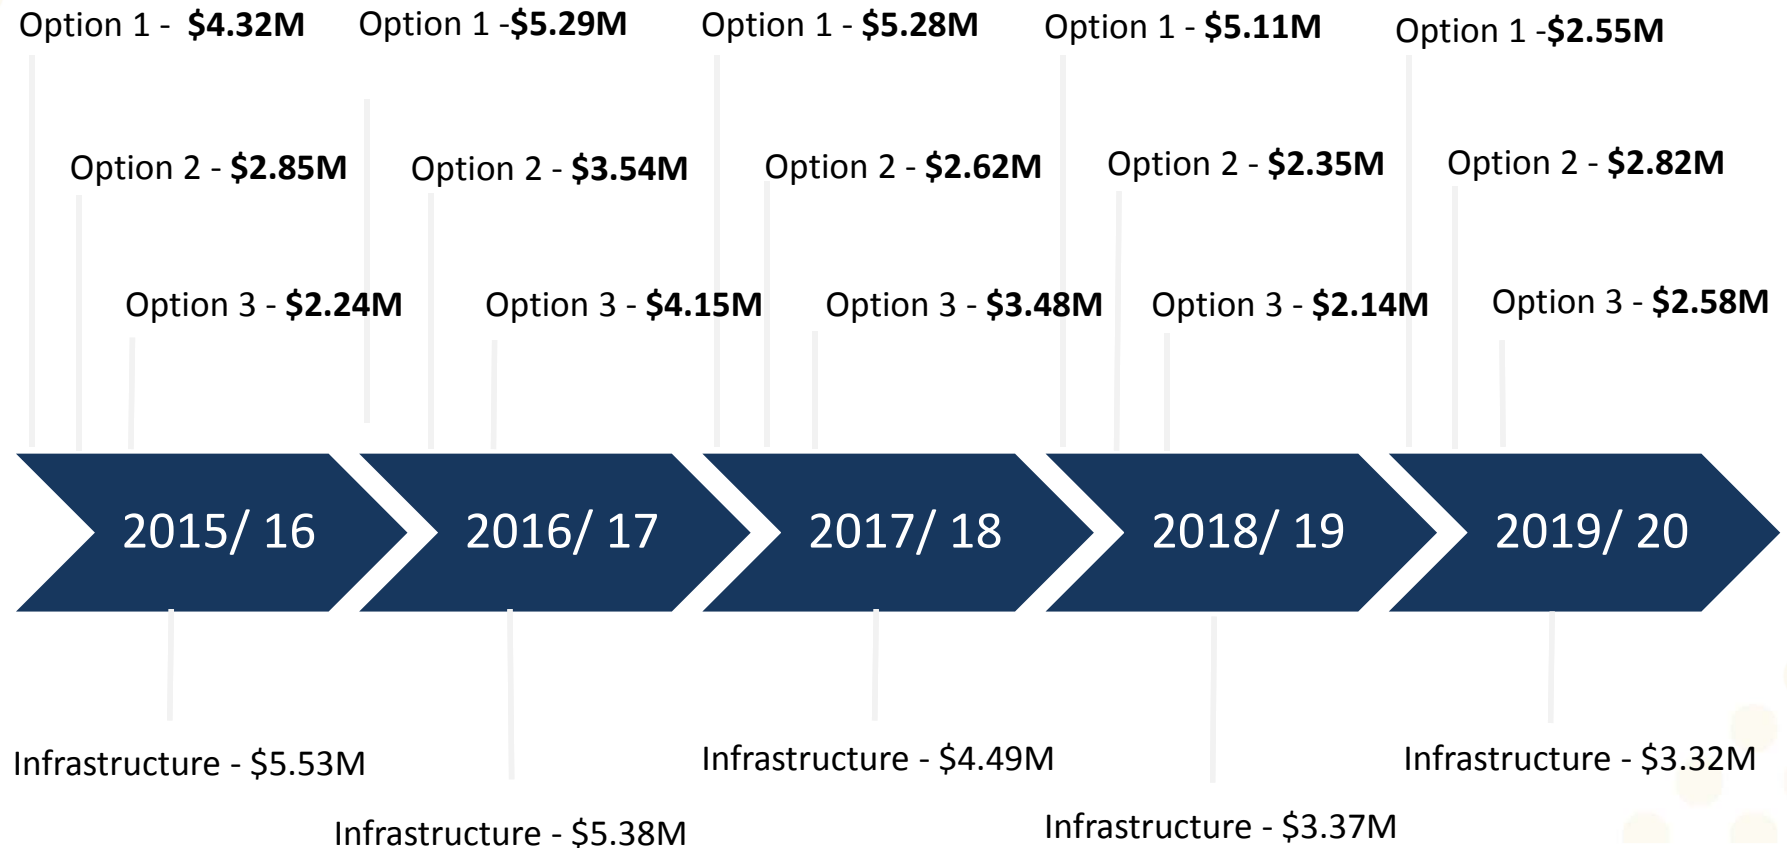 Option 1 -  $4.32M
Option 1 -$5.29M
Option 1 - $5.28M
Option 1 - $5.11M
Option 1 -$2.55M
Option 2 - $2.85M
Option 2 - $3.54M
Option 2 - $2.62M
Option 2 - $2.35M
Option 2 - $2.82M
Option 3 - $2.24M
Option 3 - $4.15M
Option 3 - $3.48M
Option 3 - $2.14M
Option 3 - $2.58M
2015/ 16
2016/ 17
2017/ 18
2018/ 19
2019/ 20
Infrastructure - $5.53M
Infrastructure - $5.38M
Infrastructure - $4.49M
Infrastructure - $3.37M
Infrastructure - $3.32M